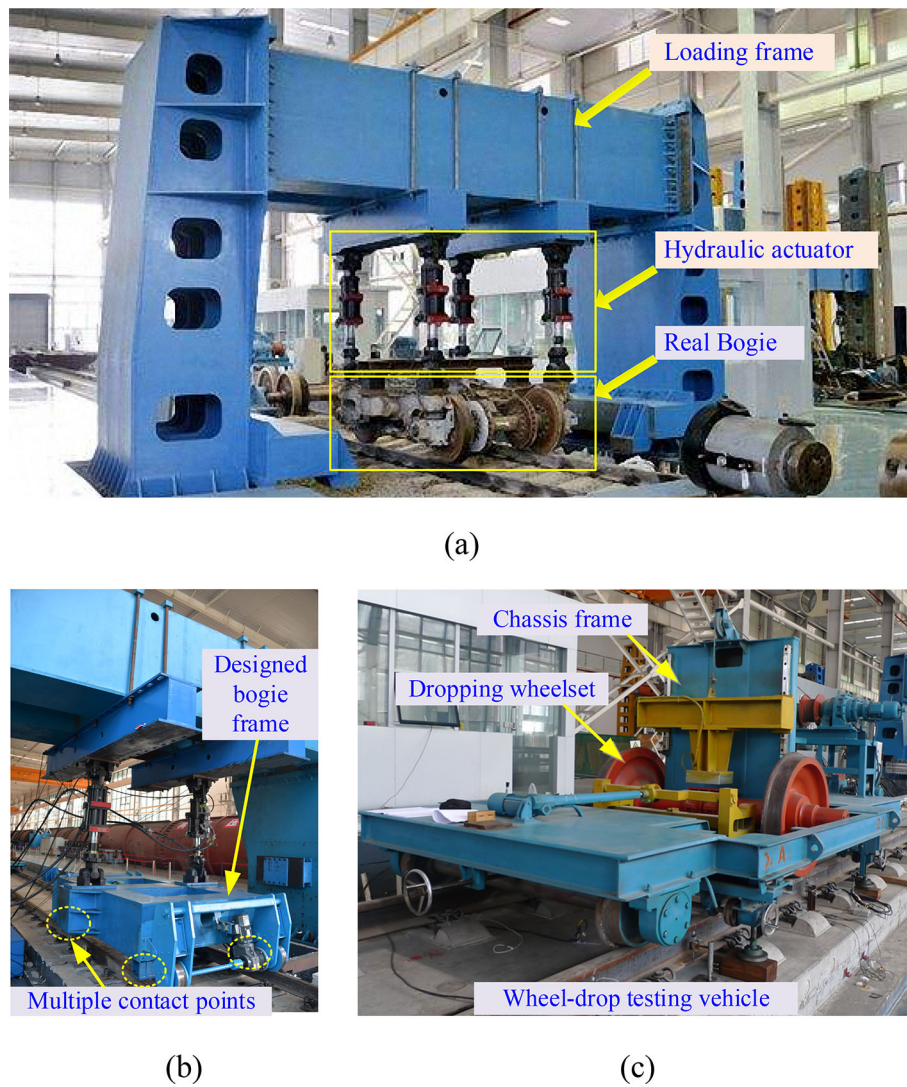 Loading frame
Hydraulic actuator
Real Bogie
(a)
Designed
bogie
frame
Multiple contact points
(b)
Chassis frame
Dropping wheelset
A
Wheel-drop testing vehicle
(c)